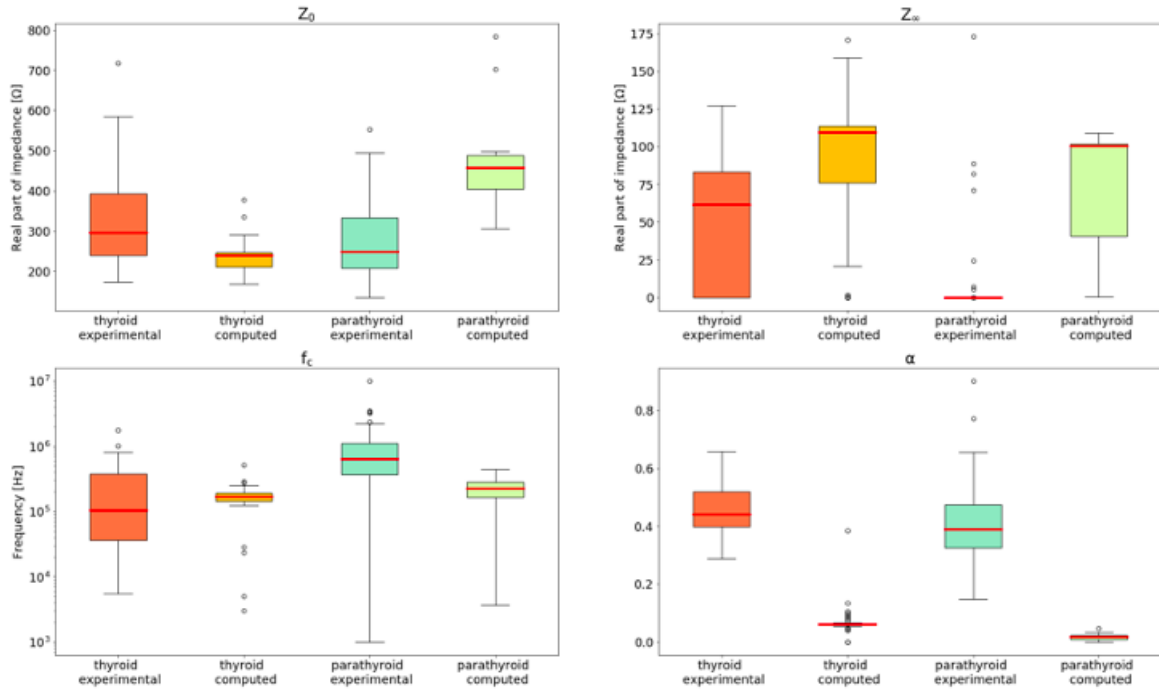 Z₀
Real part of impedance [Ω]
800
700
600
500
400
300
200
thyroid experimental
thyroid computed
parathyroid experimental
parathyroid computed
Z∞
Real part of impedance [Ω]
175
150
125
100
75
50
25
0
thyroid experimental
thyroid computed
parathyroid experimental
parathyroid computed
f_c
Frequency [Hz]
10⁷
10⁶
10⁵
10⁴
10³
thyroid experimental
thyroid computed
parathyroid experimental
parathyroid computed
α
0.8
0.6
0.4
0.2
0.0
thyroid experimental
thyroid computed
parathyroid experimental
parathyroid computed